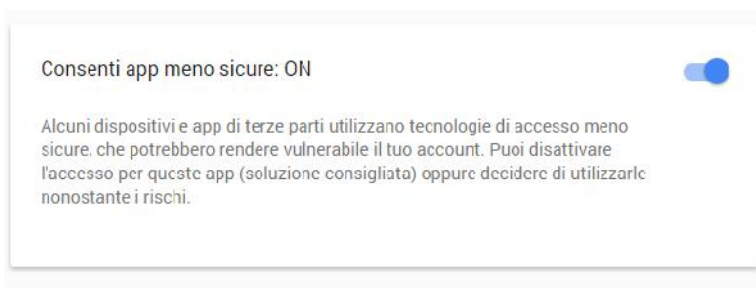 Consenti app meno sicure: ON
Alcuni dispositivi e app di terze parti utilizzano tecnologie di accesso meno
sicure, che potrebbero rendere vulnerabile il tuo account. Puoi disattivare
l'accesso per queste app (soluzione consigliata) oppure decidere di utilizzarle
nonostante i rischi.